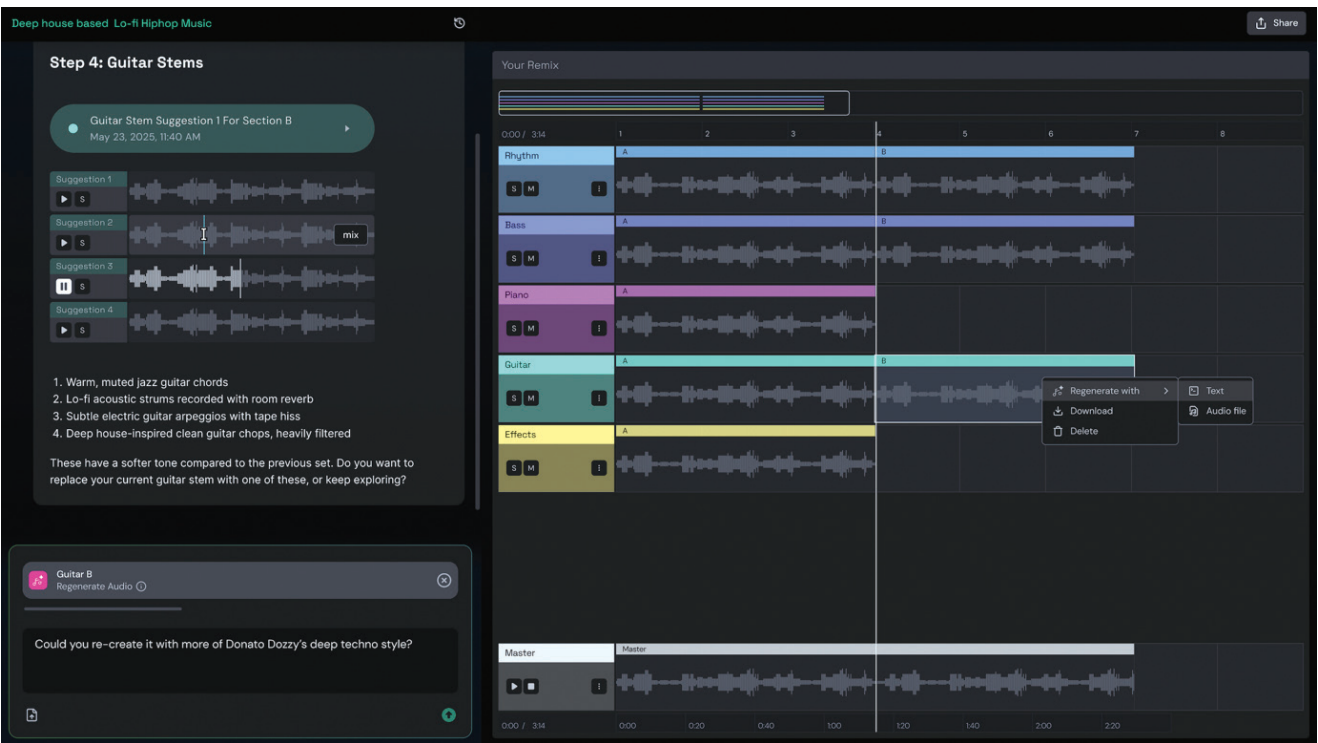 Deep house based Lo-fi Hiphop Music
Share
Step 4: Guitar Stems
Guitar Stem Suggestion 1 For Section B
May 23, 2025, 11:40 AM
Suggestion 1
S
Suggestion 2
S
mix
Suggestion 3
S
Suggestion 4
S
1. Warm, muted jazz guitar chords
2. Lo-fi acoustic strums recorded with room reverb
3. Subtle electric guitar arpeggios with tape hiss
4. Deep house-inspired clean guitar chops, heavily filtered
These have a softer tone compared to the previous set. Do you want to
replace your current guitar stem with one of these, or keep exploring?
Guitar B
Regenerate Audio
Could you re-create it with more of Donato Dozzy's deep techno style?
Your Remix
0:00 / 3:14 1 2 3 4 5 6 7 8
Rhythm A B
S M
Bass A B
S M
Piano A
S M
Guitar A B
S M
Regenerate with
Download
Delete
Text
Audio file
Effects A
S M
Master Master
0:00 / 3:14 0:00 0:20 0:40 1:00 1:20 1:40 2:00 2:20